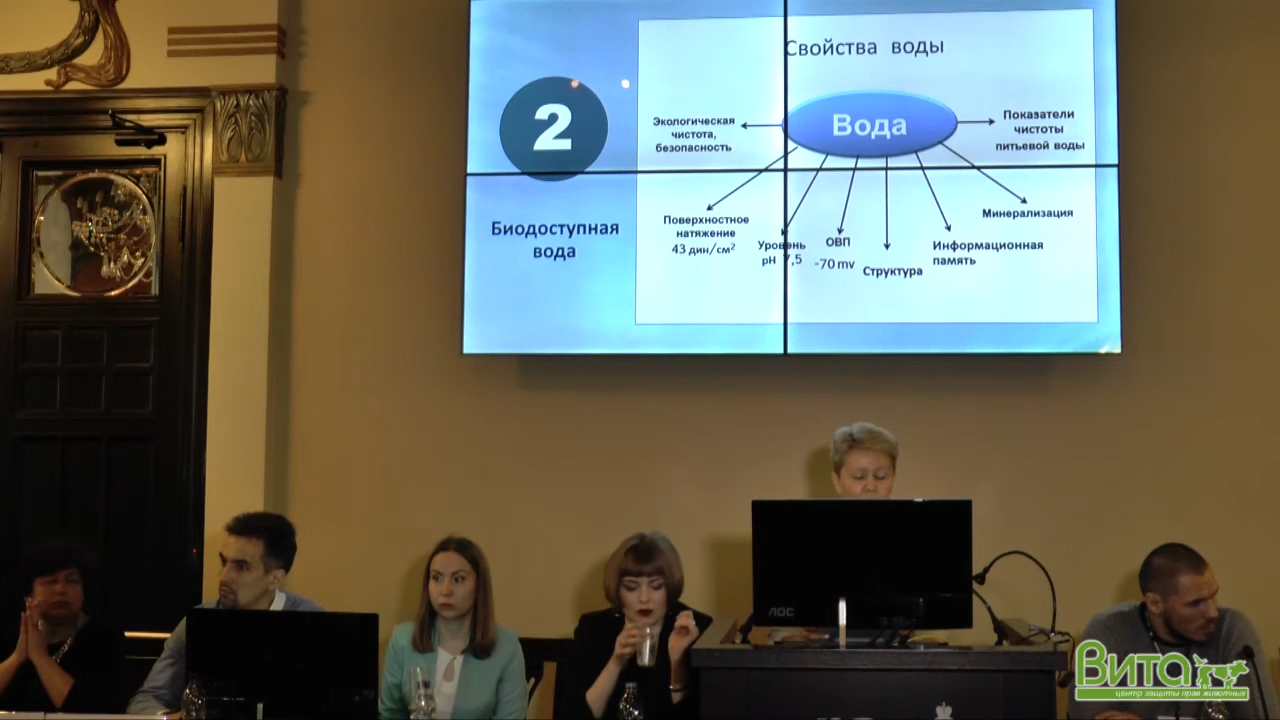 Свойства воды
2
Вода
Экологическая
чистота,
безопасность
Показатели
чистоты
питьевой воды
Биодоступная
вода
Поверхностное
натяжение
43 дин/см²
Уровень
рН 7,5
ОВП
-70 mv
Структура
Информационная
память
Минерализация
AOC
Вита
центр защиты прав животных